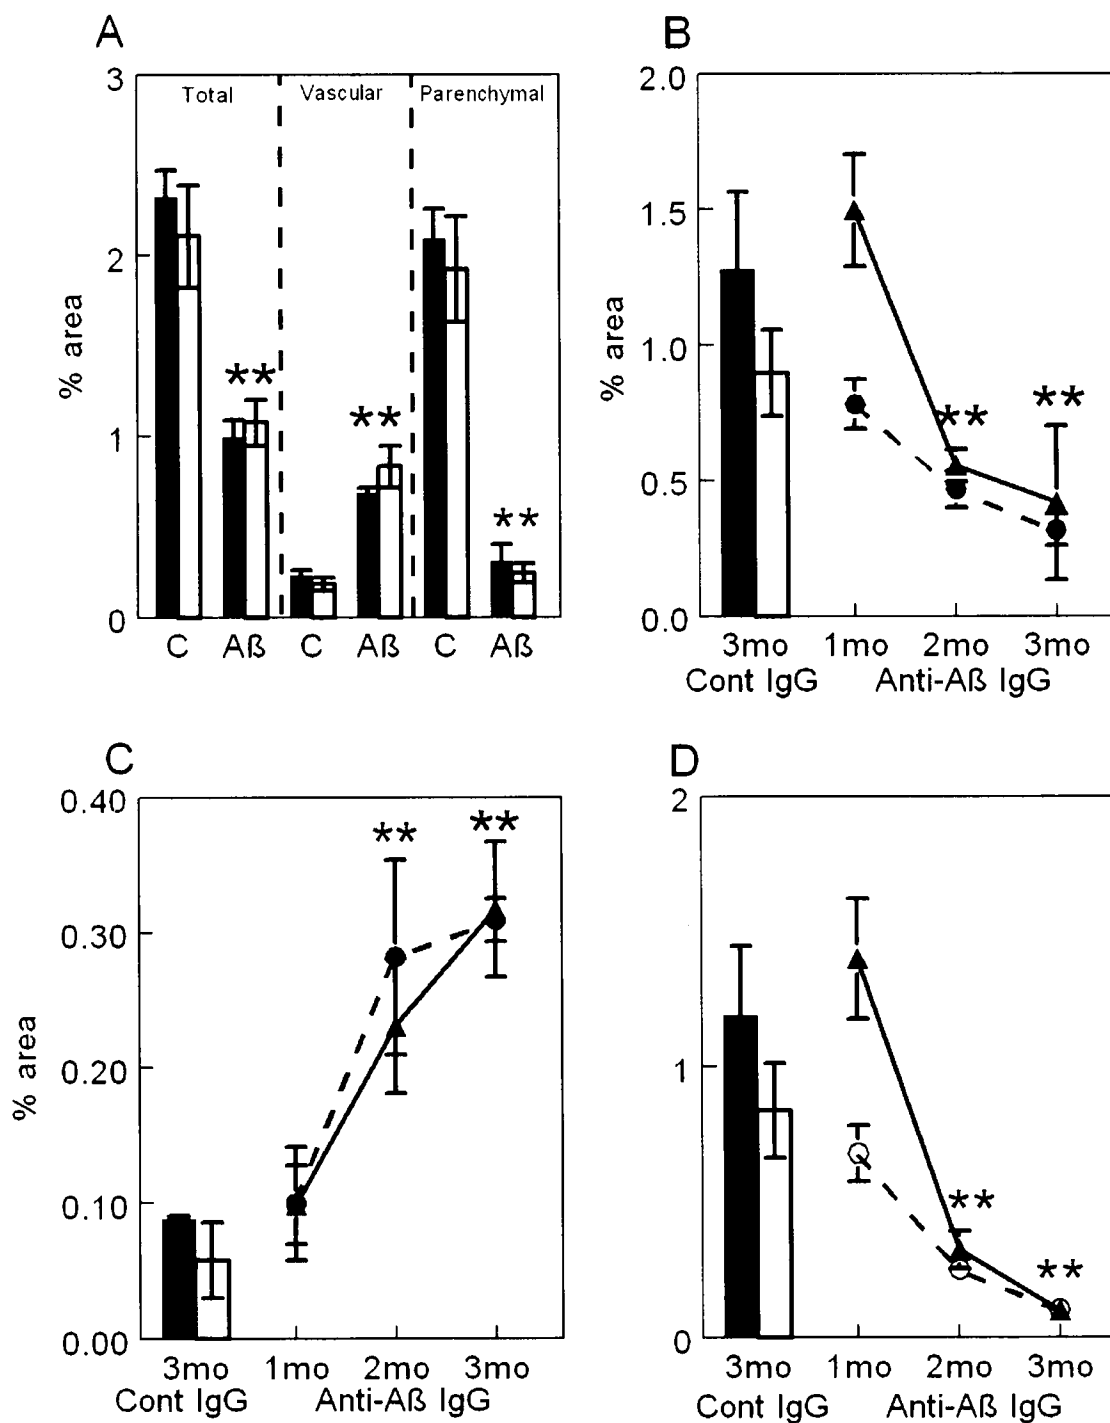 A
3
2
1
0
% area
Total
Vascular
Parenchymal
**
**
**
C Aß C Aß C Aß
B
2.0
1.5
1.0
0.5
0.0
% area
**
**
3mo 1mo 2mo 3mo
Cont IgG Anti-Aß IgG
C
0.40
0.30
0.20
0.10
0.00
% area
**
**
3mo 1mo 2mo 3mo
Cont IgG Anti-Aß IgG
D
2
1
0
**
**
3mo 1mo 2mo 3mo
Cont IgG Anti-Aß IgG